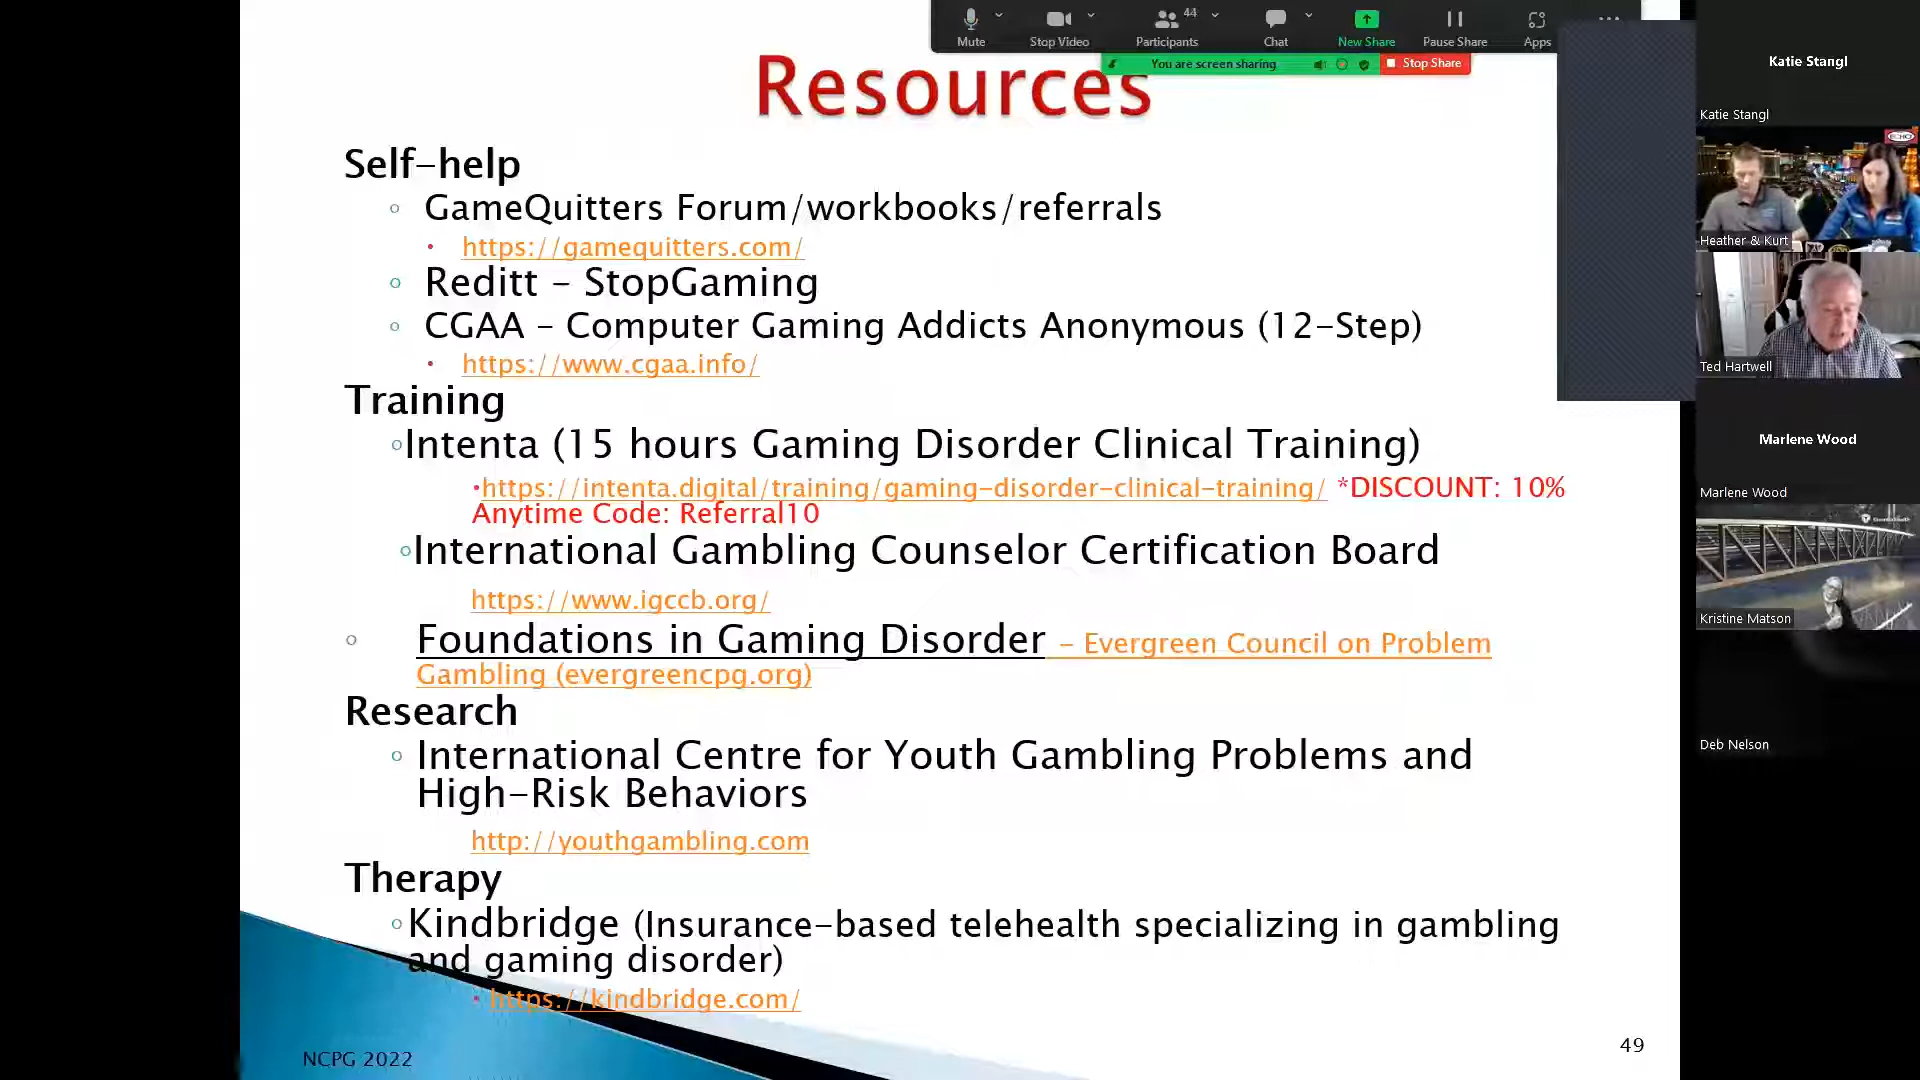 Mute
Stop Video
Participants
44
Chat
New Share
Pause Share
Apps
You are screen sharing
Stop Share
Resources
Self-help
GameQuitters Forum/workbooks/referrals
https://gamequitters.com/
Reditt – StopGaming
CGAA – Computer Gaming Addicts Anonymous (12-Step)
https://www.cgaa.info/
Training
Intenta (15 hours Gaming Disorder Clinical Training)
https://intenta.digital/training/gaming-disorder-clinical-training/ *DISCOUNT: 10%
Anytime Code: Referral10
International Gambling Counselor Certification Board
https://www.igccb.org/
Foundations in Gaming Disorder – Evergreen Council on Problem
Gambling (evergreencpg.org)
Research
International Centre for Youth Gambling Problems and
High-Risk Behaviors
http://youthgambling.com
Therapy
Kindbridge (Insurance-based telehealth specializing in gambling
and gaming disorder)
https://kindbridge.com/
NCPG 2022
49
Katie Stangl
Katie Stangl
ECHO
Heather & Kurt
Ted Hartwell
Marlene Wood
Marlene Wood
Kristine Matson
Deb Nelson